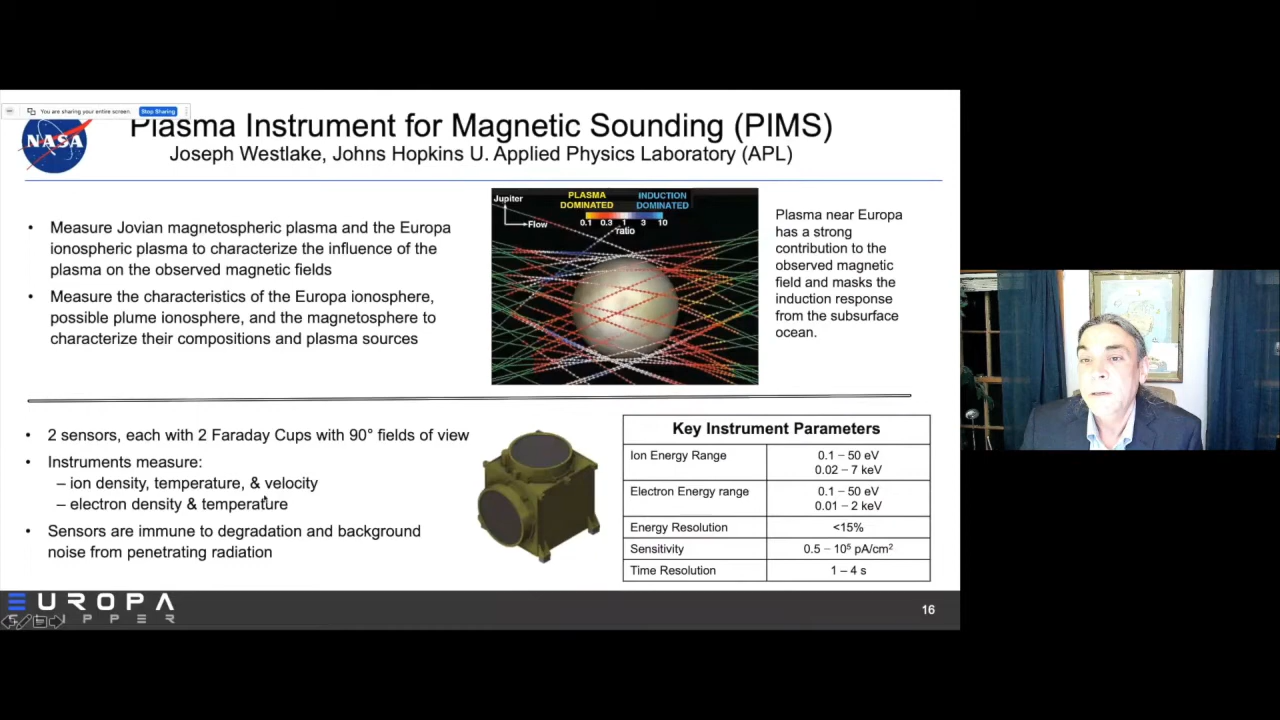 You are sharing your entire screen.
Stop Sharing
NASA
Plasma Instrument for Magnetic Sounding (PIMS)
Joseph Westlake, Johns Hopkins U. Applied Physics Laboratory (APL)
• Measure Jovian magnetospheric plasma and the Europa
ionospheric plasma to characterize the influence of the
plasma on the observed magnetic fields
• Measure the characteristics of the Europa ionosphere,
possible plume ionosphere, and the magnetosphere to
characterize their compositions and plasma sources
Jupiter
Flow
PLASMA
DOMINATED
INDUCTION
DOMINATED
0.1 0.3 1 3 10
ratio
Plasma near Europa
has a strong
contribution to the
observed magnetic
field and masks the
induction response
from the subsurface
ocean.
• 2 sensors, each with 2 Faraday Cups with 90° fields of view
• Instruments measure:
– ion density, temperature, & velocity
– electron density & temperature
• Sensors are immune to degradation and background
noise from penetrating radiation
Key Instrument Parameters
Ion Energy Range 0.1 – 50 eV
0.02 – 7 keV
Electron Energy range 0.1 – 50 eV
0.01 – 2 keV
Energy Resolution <15%
Sensitivity 0.5 – 10⁵ pA/cm²
Time Resolution 1 – 4 s
EUROPA
CLIPPER
16